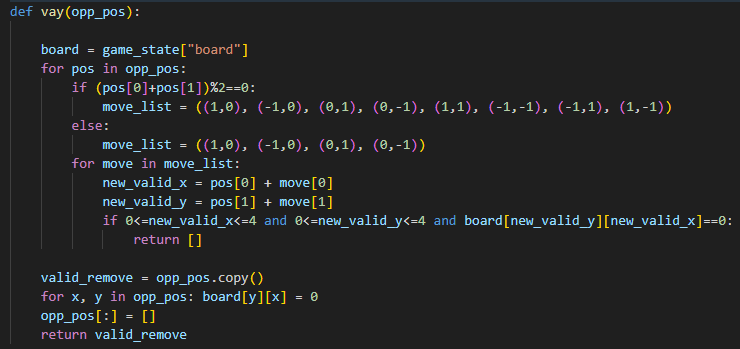 def vay(opp_pos):

    board = game_state["board"]
    for pos in opp_pos:
        if (pos[0]+pos[1])%2==0:
            move_list = ((1,0), (-1,0), (0,1), (0,-1), (1,1), (-1,-1), (-1,1), (1,-1))
        else:
            move_list = ((1,0), (-1,0), (0,1), (0,-1))
        for move in move_list:
            new_valid_x = pos[0] + move[0]
            new_valid_y = pos[1] + move[1]
            if 0<=new_valid_x<=4 and 0<=new_valid_y<=4 and board[new_valid_y][new_valid_x]==0:
                return []

    valid_remove = opp_pos.copy()
    for x, y in opp_pos: board[y][x] = 0
    opp_pos[:] = []
    return valid_remove